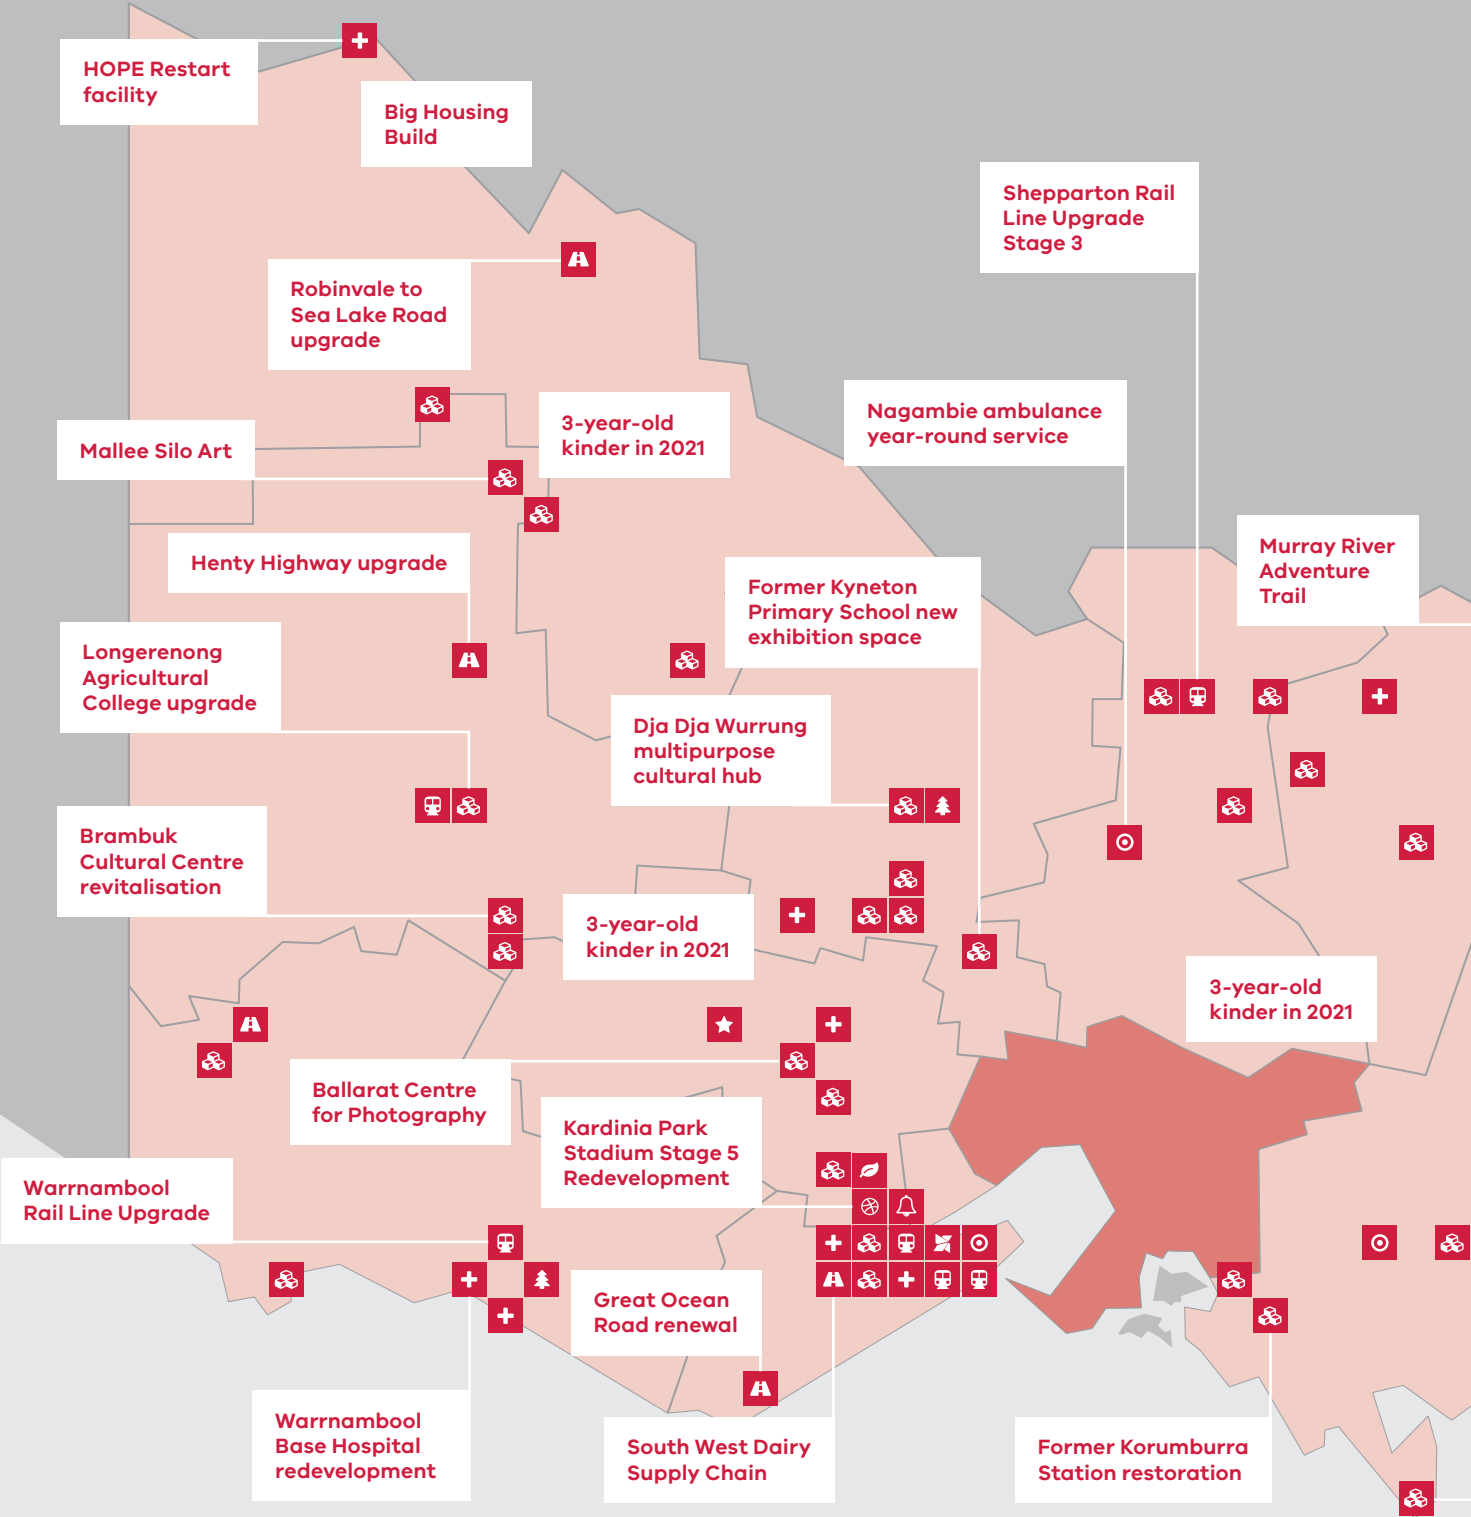 HOPE Restart
facility
Big Housing
Build
Shepparton Rail
Line Upgrade
Stage 3
Robinvale to
Sea Lake Road
upgrade
Nagambie ambulance
year-round service
3-year-old
kinder in 2021
Mallee Silo Art
Henty Highway upgrade
Murray River
Adventure
Trail
Former Kyneton
Primary School new
exhibition space
Longerenong
Agricultural
College upgrade
Dja Dja Wurrung
multipurpose
cultural hub
Brambuk
Cultural Centre
revitalisation
3-year-old
kinder in 2021
3-year-old
kinder in 2021
Ballarat Centre
for Photography
Kardinia Park
Stadium Stage 5
Redevelopment
Warrnambool
Rail Line Upgrade
Great Ocean
Road renewal
Warrnambool
Base Hospital
redevelopment
South West Dairy
Supply Chain
Former Korumburra
Station restoration